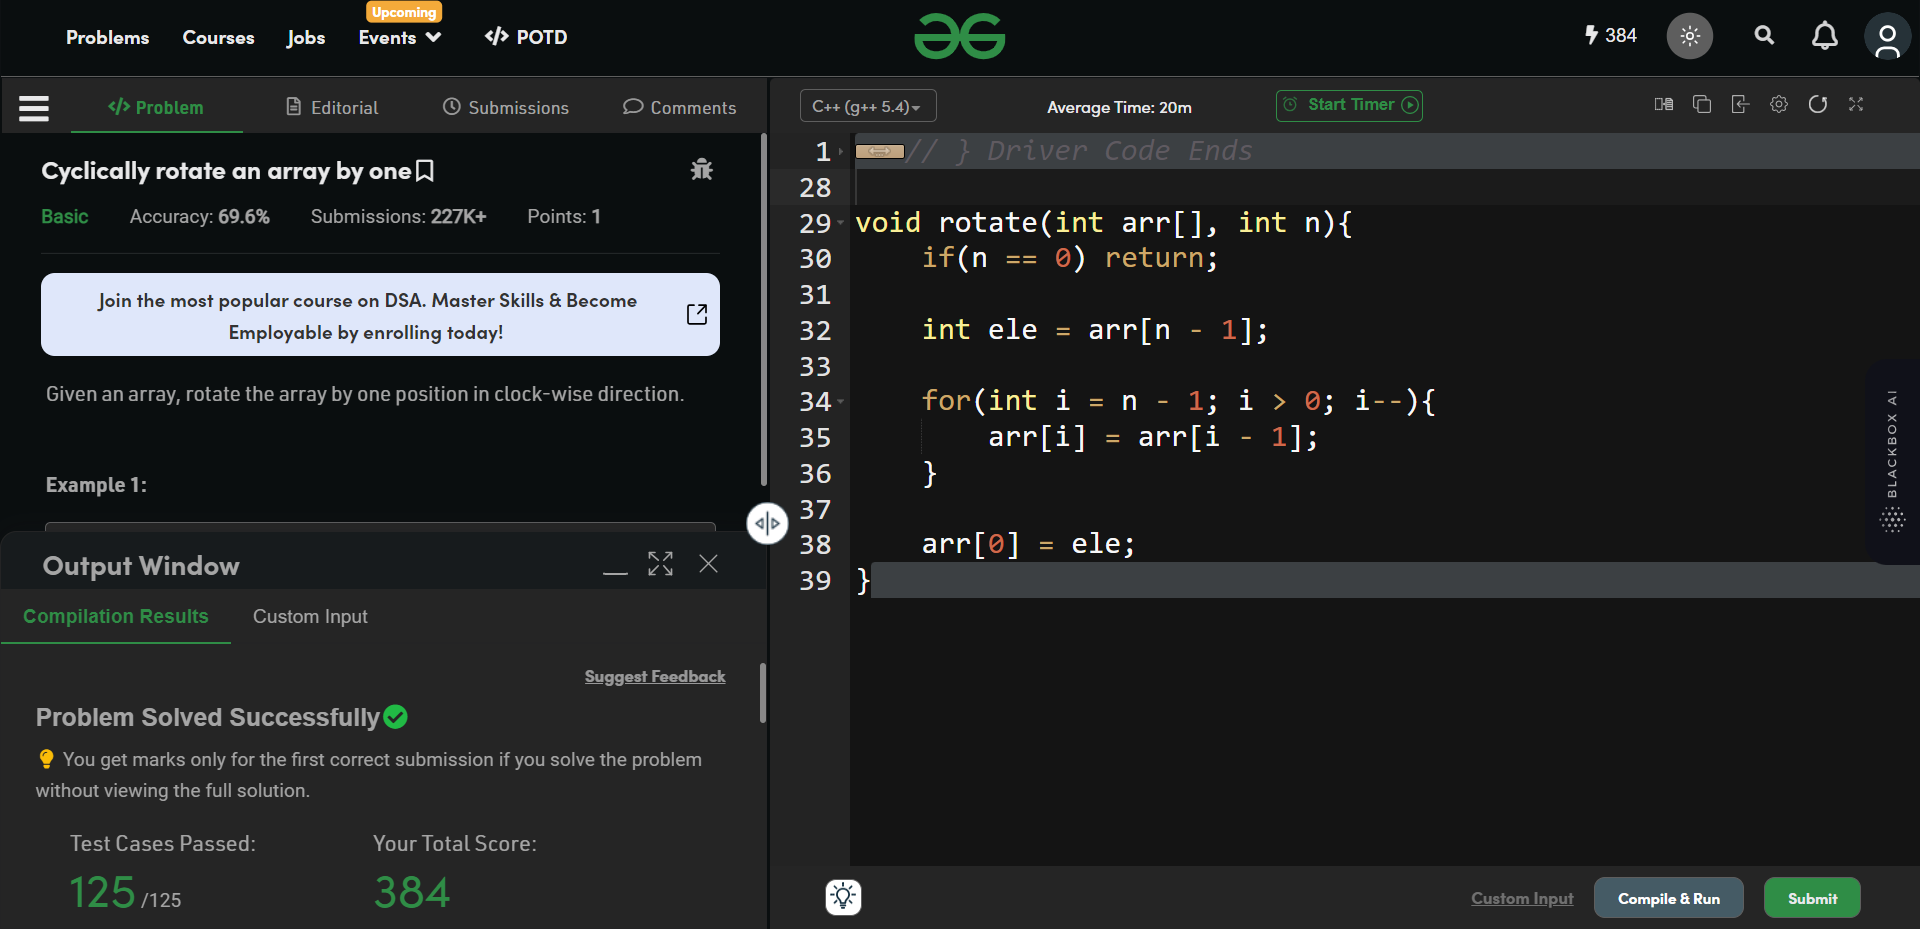 Upcoming
Problems Courses Jobs Events </> POTD
384
</> Problem Editorial Submissions Comments
Cyclically rotate an array by one
Basic Accuracy: 69.6% Submissions: 227K+ Points: 1
Join the most popular course on DSA. Master Skills & Become
Employable by enrolling today!
Given an array, rotate the array by one position in clock-wise direction.
Example 1:
Output Window
Compilation Results Custom Input
Suggest Feedback
Problem Solved Successfully
You get marks only for the first correct submission if you solve the problem
without viewing the full solution.
Test Cases Passed: Your Total Score:
125 /125 384
C++ (g++ 5.4) Average Time: 20m Start Timer
1 // } Driver Code Ends
28
29 void rotate(int arr[], int n){
30 if(n == 0) return;
31
32 int ele = arr[n - 1];
33
34 for(int i = n - 1; i > 0; i--){
35 arr[i] = arr[i - 1];
36 }
37
38 arr[0] = ele;
39 }
BLACKBOX AI
Custom Input Compile & Run Submit